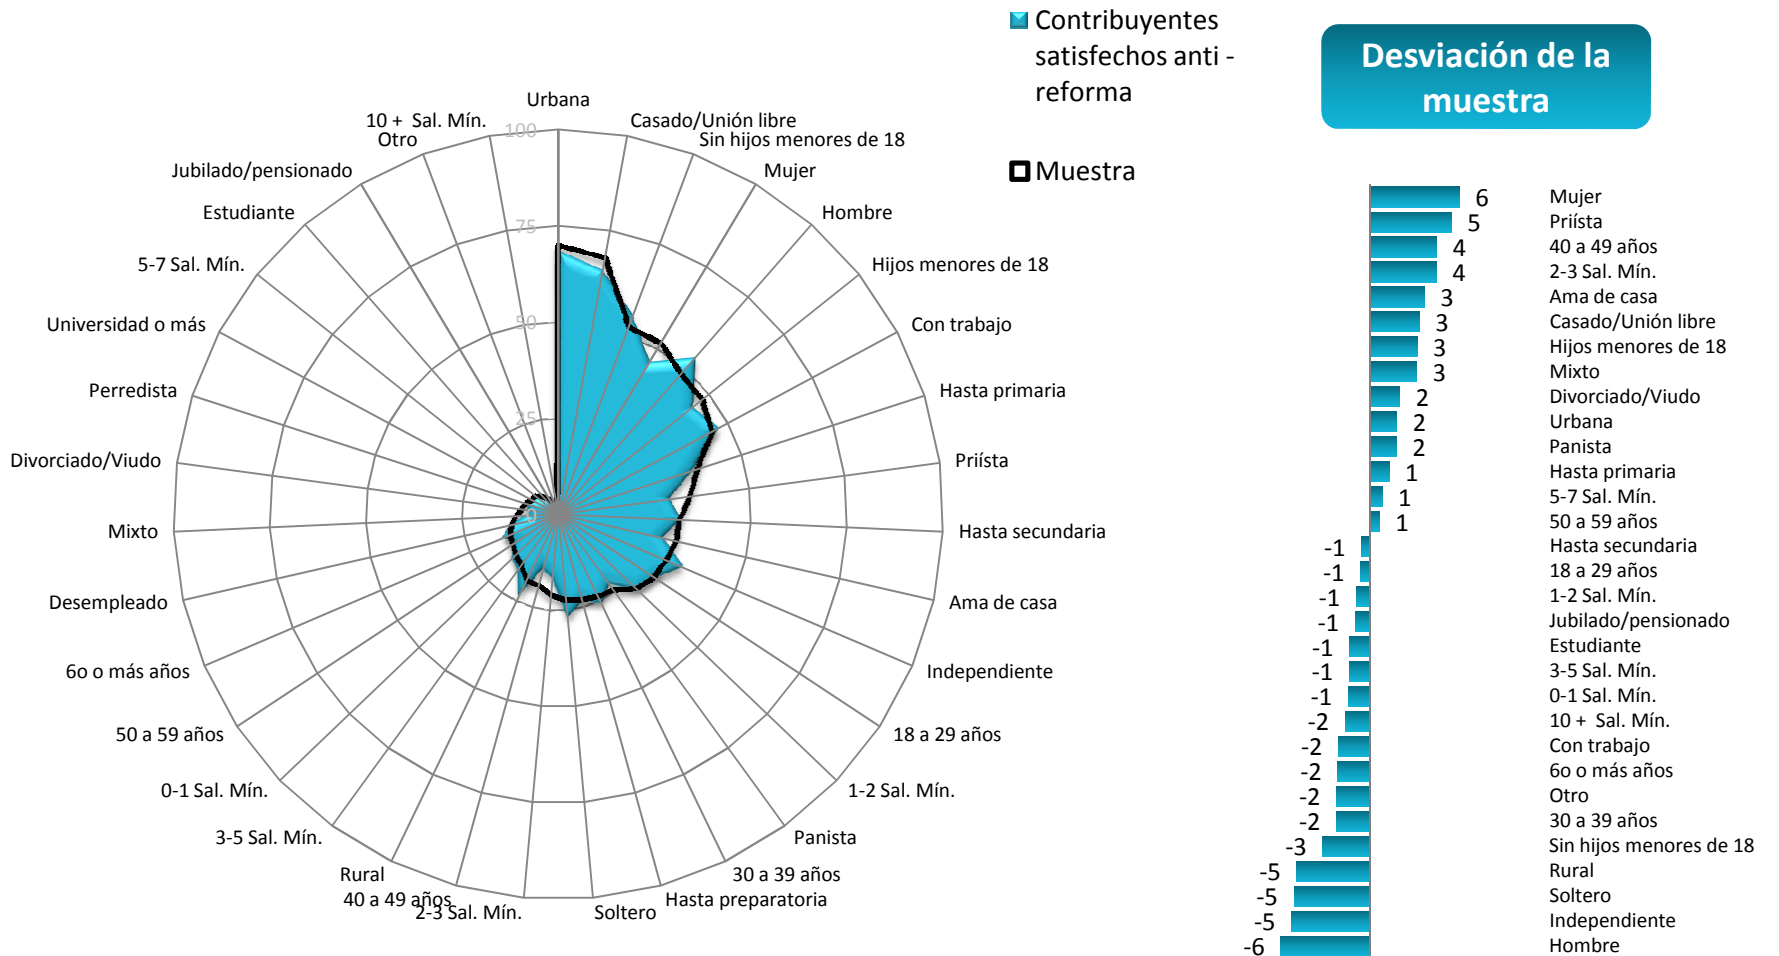 Contribuyentes
satisfechos anti -
reforma
Muestra
Desviación de la
muestra
Urbana
Casado/Unión libre
Sin hijos menores de 18
Mujer
Hombre
Hijos menores de 18
Con trabajo
Hasta primaria
Priísta
Hasta secundaria
Ama de casa
Independiente
18 a 29 años
1-2 Sal. Mín.
Panista
30 a 39 años
Hasta preparatoria
Soltero
2-3 Sal. Mín.
40 a 49 años
Rural
3-5 Sal. Mín.
0-1 Sal. Mín.
50 a 59 años
6o o más años
Desempleado
Mixto
Divorciado/Viudo
Perredista
Universidad o más
5-7 Sal. Mín.
Estudiante
Jubilado/pensionado
Otro
10 + Sal. Mín.
100
75
50
25
0
6 Mujer
5 Priísta
4 40 a 49 años
4 2-3 Sal. Mín.
3 Ama de casa
3 Casado/Unión libre
3 Hijos menores de 18
3 Mixto
2 Divorciado/Viudo
2 Urbana
2 Panista
1 Hasta primaria
1 5-7 Sal. Mín.
1 50 a 59 años
-1 Hasta secundaria
-1 18 a 29 años
-1 1-2 Sal. Mín.
-1 Jubilado/pensionado
-1 Estudiante
-1 3-5 Sal. Mín.
-1 0-1 Sal. Mín.
-2 10 + Sal. Mín.
-2 Con trabajo
-2 6o o más años
-2 Otro
-2 30 a 39 años
-3 Sin hijos menores de 18
-5 Rural
-5 Soltero
-5 Independiente
-6 Hombre